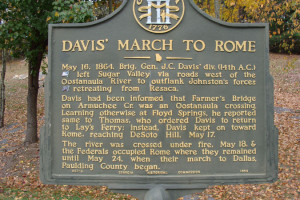 1776
DAVIS' MARCH TO ROME
May 16, 1864. Brig. Gen. J.C. Davis' div. (14th A.C.)
left Sugar Valley via roads west of the
Oostanaula River to outflank Johnston's forces
retreating from Resaca.
Davis had been informed that Farmer's Bridge
on Armuchee Cr. was an Oostanaula crossing
Learning otherwise at Floyd Springs, he reported
same to Thomas, who ordered Davis to return
to Lay's Ferry; instead, Davis kept on toward
Rome, reaching DeSoto Hill, May 17.
The river was crossed under fire, May 18, &
the Federals occupied Rome where they remained
until May 24, when their march to Dallas,
Paulding County began.